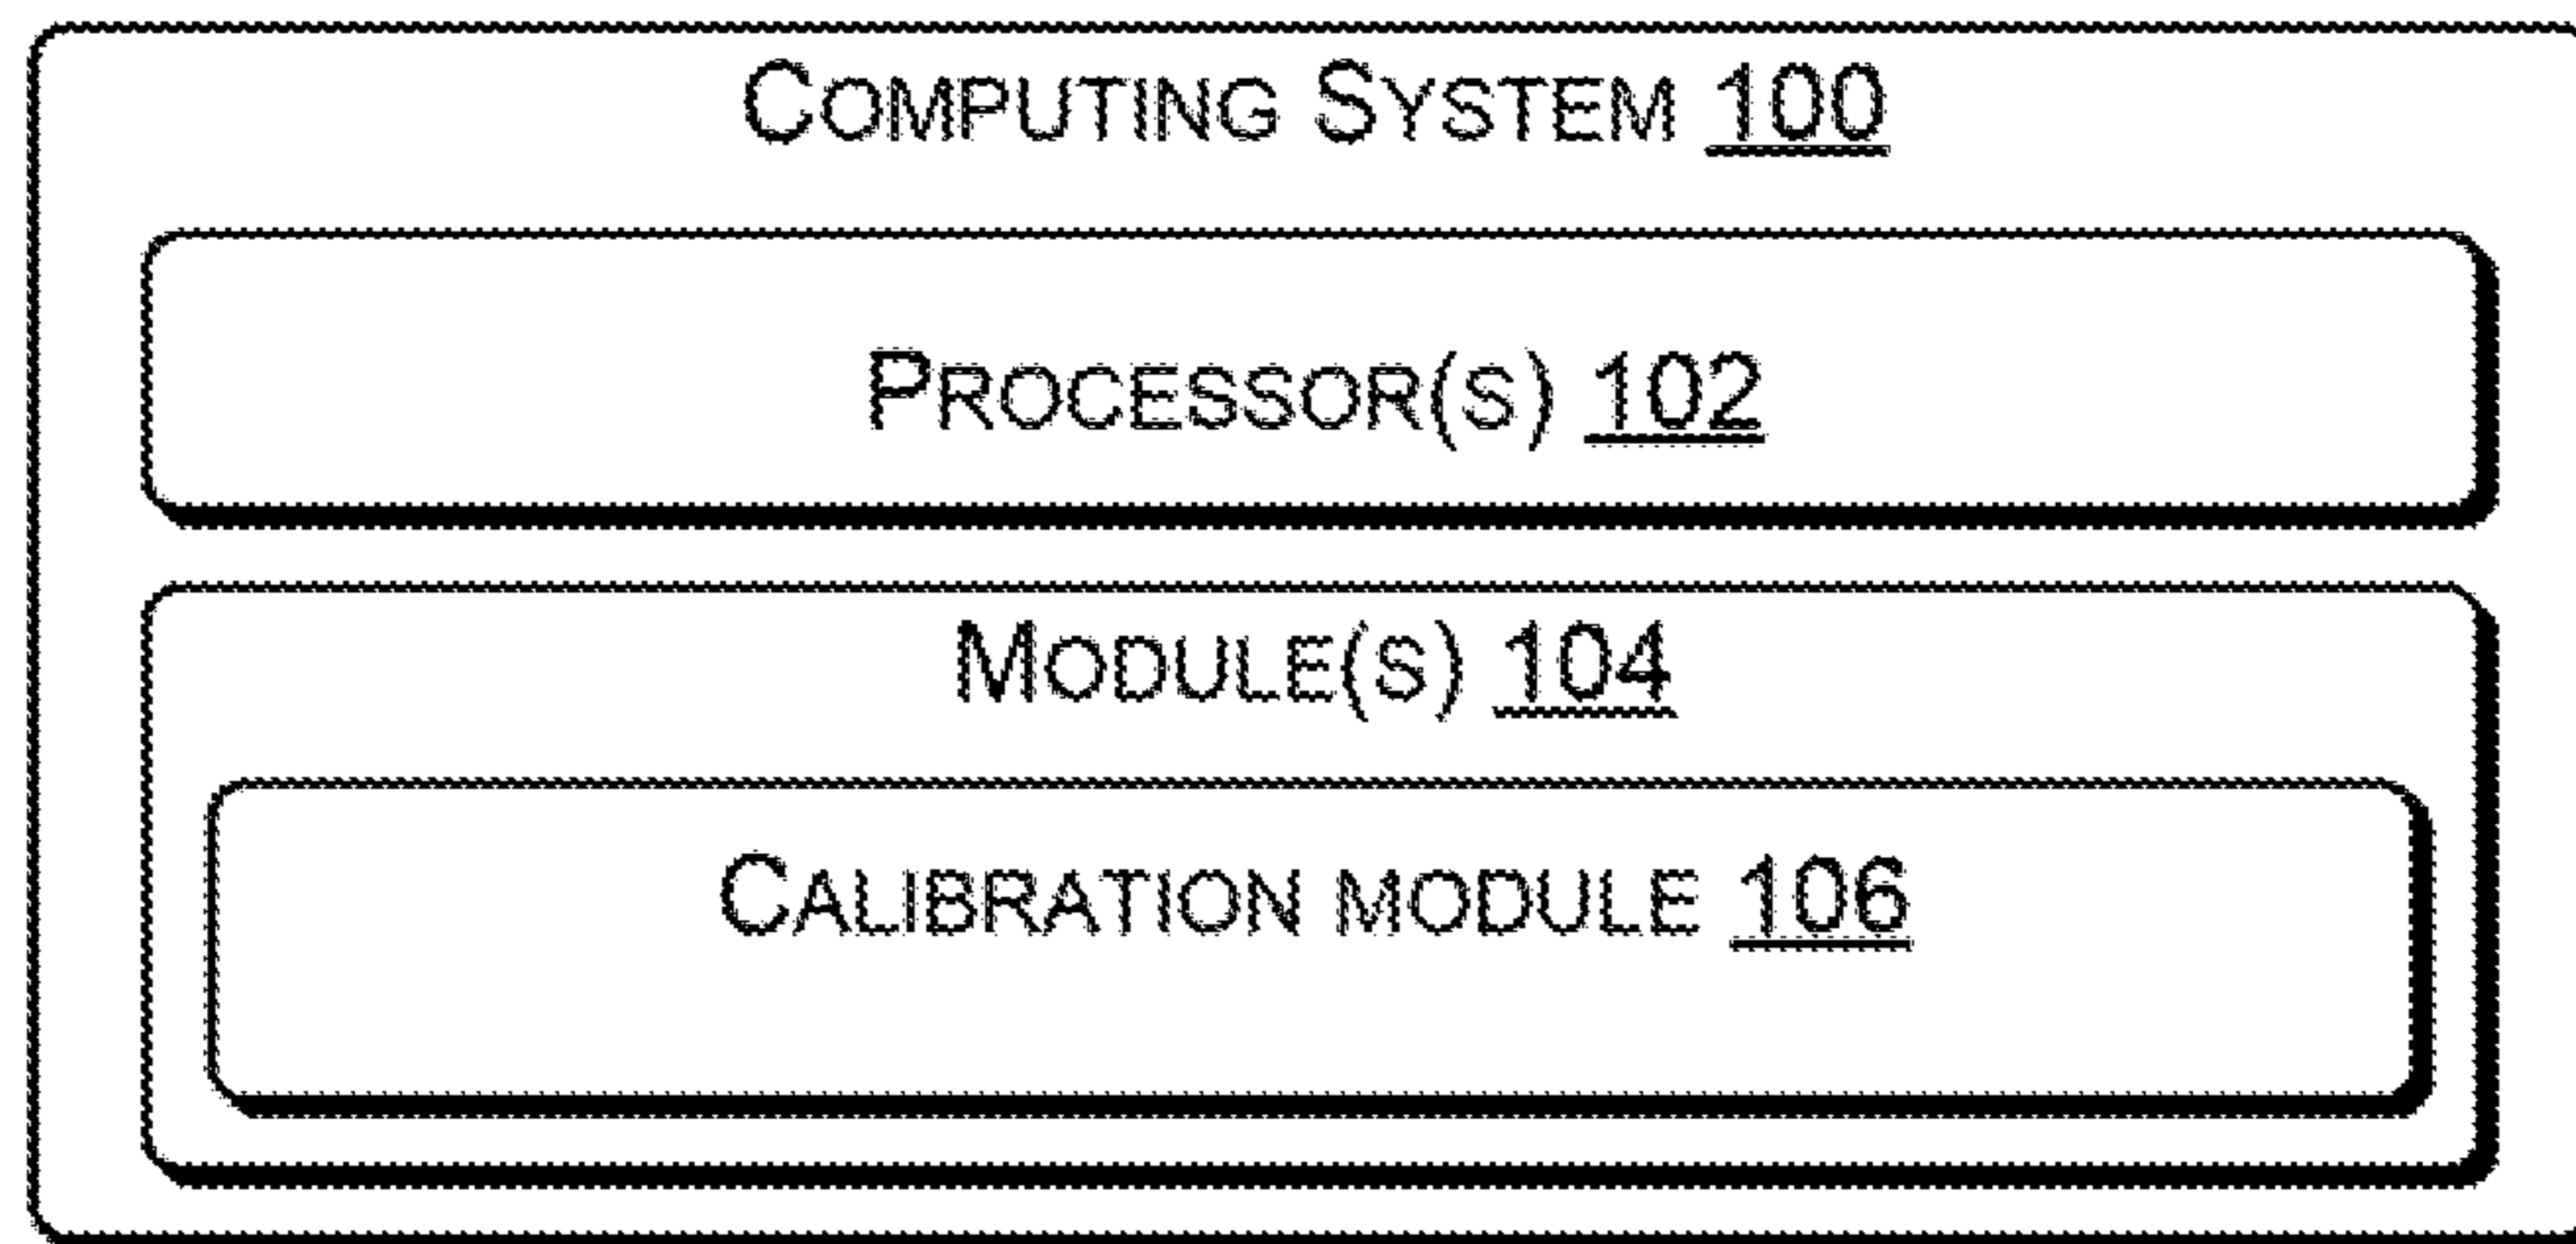 COMPUTING SYSTEM 100
PROCESSOR(S) 102
MODULE(S) 104
CALIBRATION MODULE 106